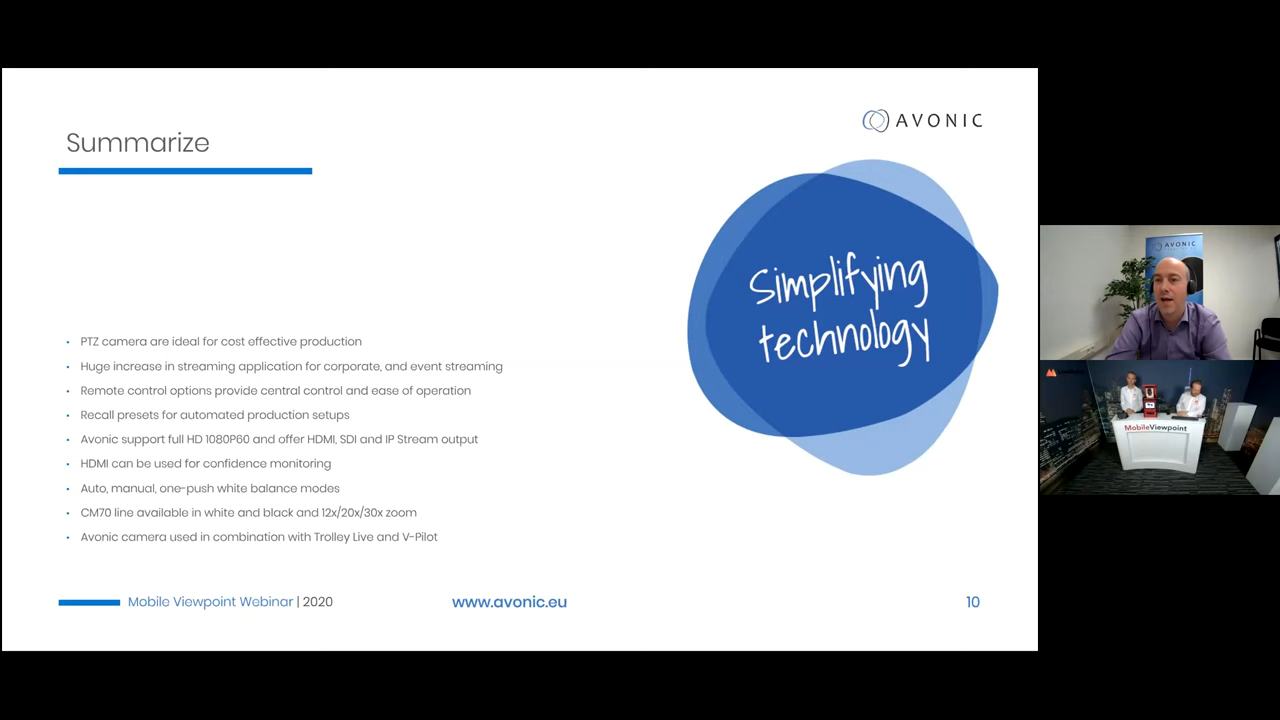 AVONIC
Summarize
Simplifying
technology
• PTZ camera are ideal for cost effective production
• Huge increase in streaming application for corporate, and event streaming
• Remote control options provide central control and ease of operation
• Recall presets for automated production setups
• Avonic support full HD 1080P60 and offer HDMI, SDI and IP Stream output
• HDMI can be used for confidence monitoring
• Auto, manual, one-push white balance modes
• CM70 line available in white and black and 12x/20x/30x zoom
• Avonic camera used in combination with Trolley Live and V-Pilot
Mobile Viewpoint Webinar | 2020
www.avonic.eu
10
AVONIC
MobileViewpoint